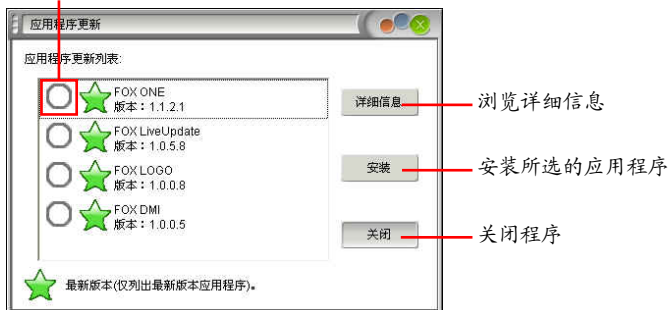 应用程序更新
应用程序更新列表:
FOX ONE
版本：1.1.2.1
详细信息
浏览详细信息
FOX LiveUpdate
版本：1.0.5.8
FOX LOGO
版本：1.0.0.8
安装
安装所选的应用程序
FOX DMI
版本：1.0.0.5
关闭
关闭程序
最新版本(仅列出最新版本应用程序)。